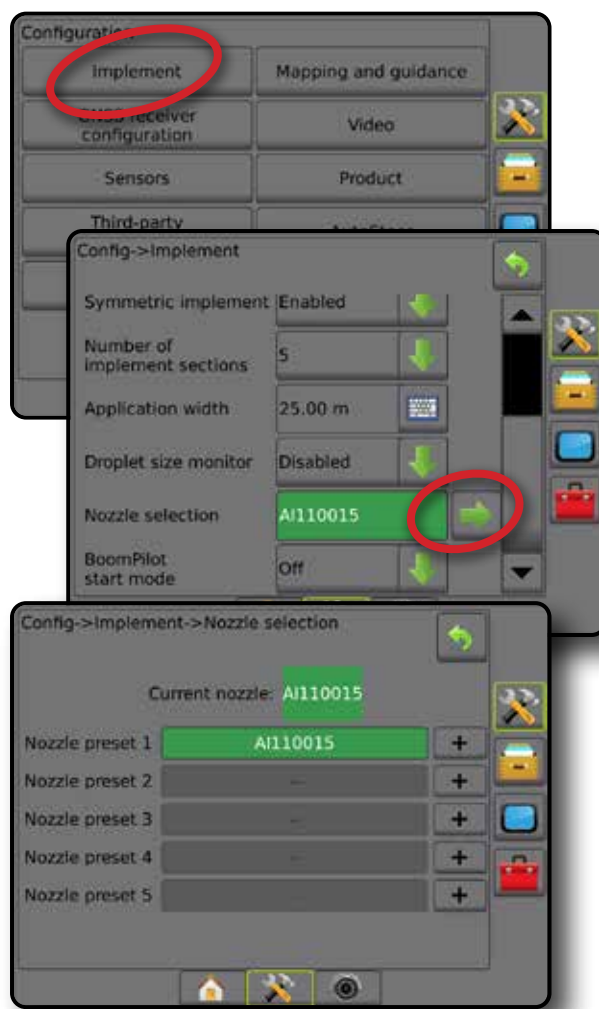 Configuration
Implement
Mapping and guidance
GNSS receiver
configuration
Video
Sensors
Product
Third-party
Config->Implement
Symmetric implement Enabled
Number of
implement sections
5
Application width 25.00 m
Droplet size monitor Disabled
Nozzle selection AI110015
BoomPilot
start mode
Off
Config->Implement->Nozzle selection
Current nozzle: AI110015
Nozzle preset 1 AI110015 +
Nozzle preset 2 --- +
Nozzle preset 3 --- +
Nozzle preset 4 --- +
Nozzle preset 5 --- +